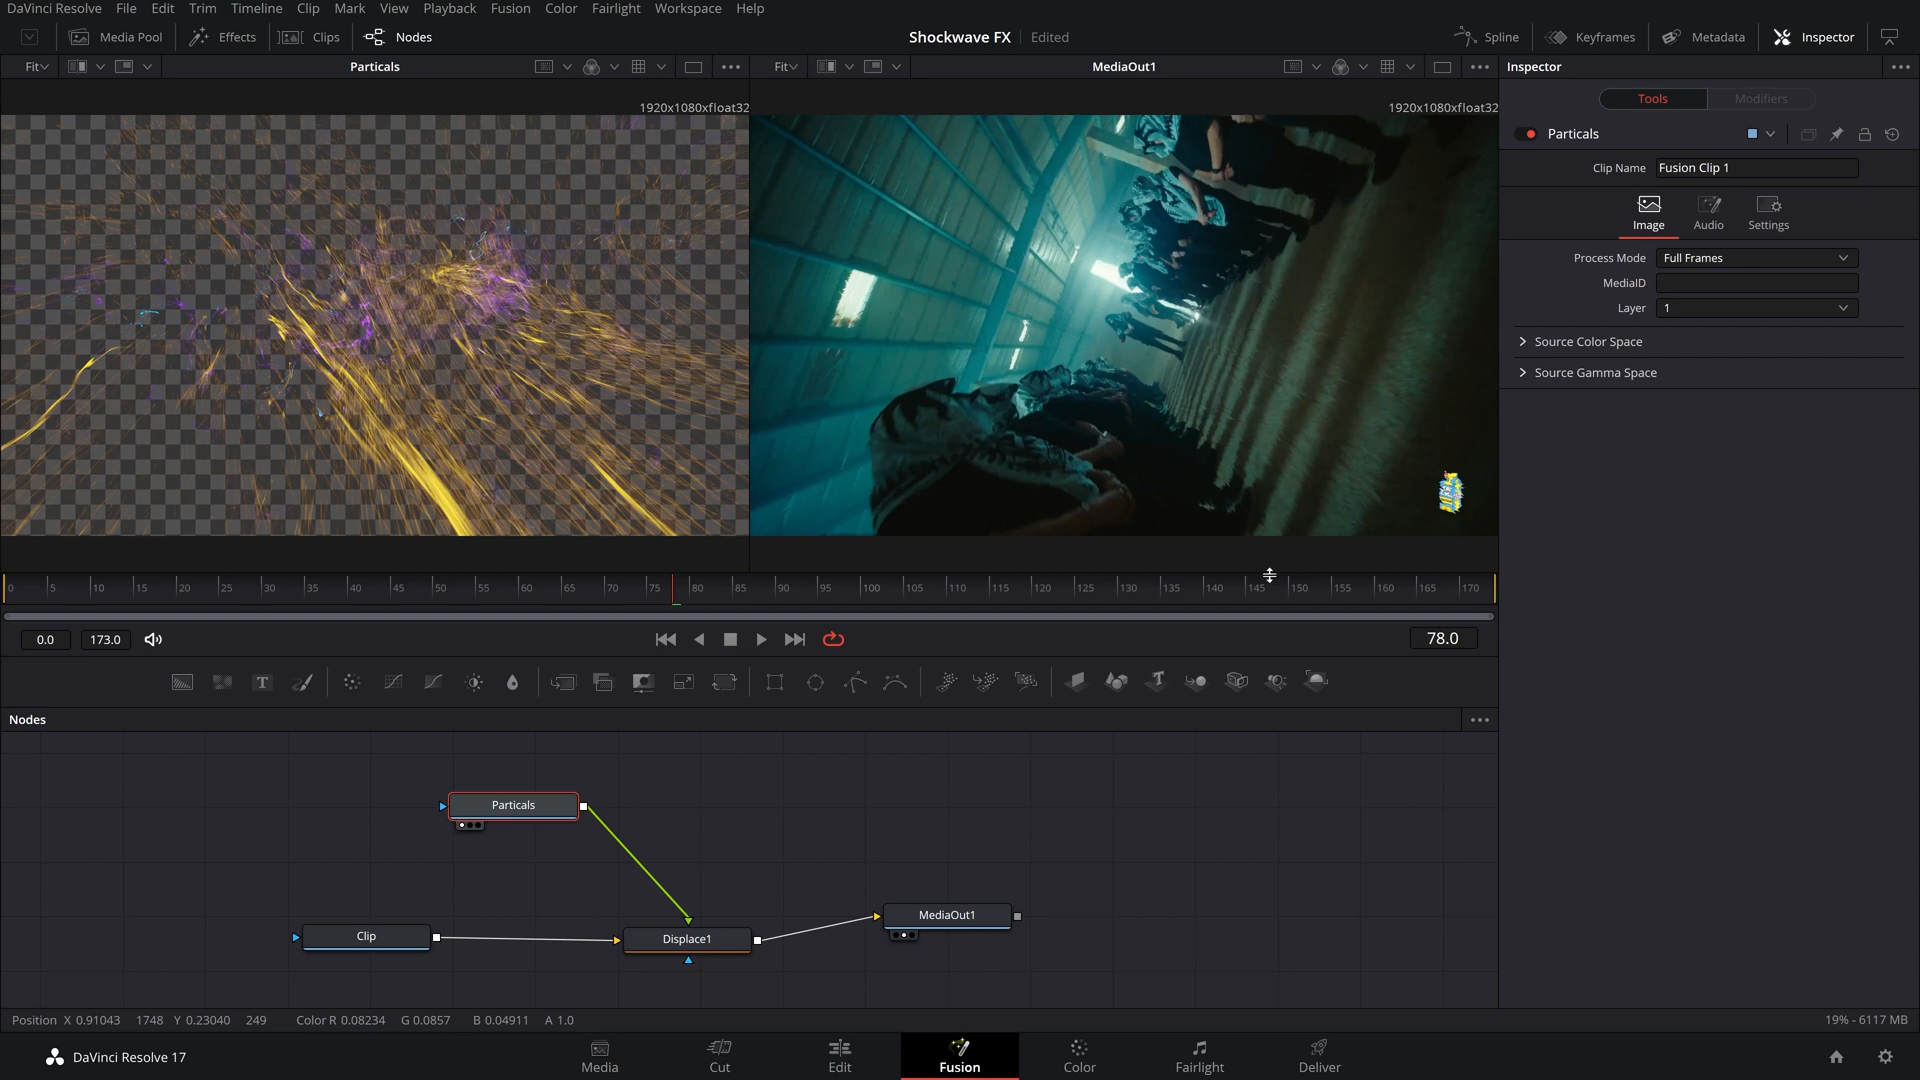 DaVinci Resolve File Edit Trim Timeline Clip Mark View Playback Fusion Color Fairlight Workspace Help
Media Pool Effects Clips Nodes Shockwave FX Edited Spline Keyframes Metadata Inspector
Fit Particals Fit MediaOut1 Inspector
1920x1080xfloat32 1920x1080xfloat32
Tools Modifiers
Particals
Clip Name Fusion Clip 1
Image Audio Settings
Process Mode Full Frames
MediaID
Layer 1
Source Color Space
Source Gamma Space
0 5 10 15 20 25 30 35 40 45 50 55 60 65 70 75 80 85 90 95 100 105 110 115 120 125 130 135 140 145 150 155 160 165 170
0.0 173.0 78.0
T T
Nodes
Particals
Clip
Displace1
MediaOut1
Position X 0.91043 1748 Y 0.23040 249 Color R 0.08234 G 0.0857 B 0.04911 A 1.0 19% - 6117 MB
DaVinci Resolve 17 Media Cut Edit Fusion Color Fairlight Deliver